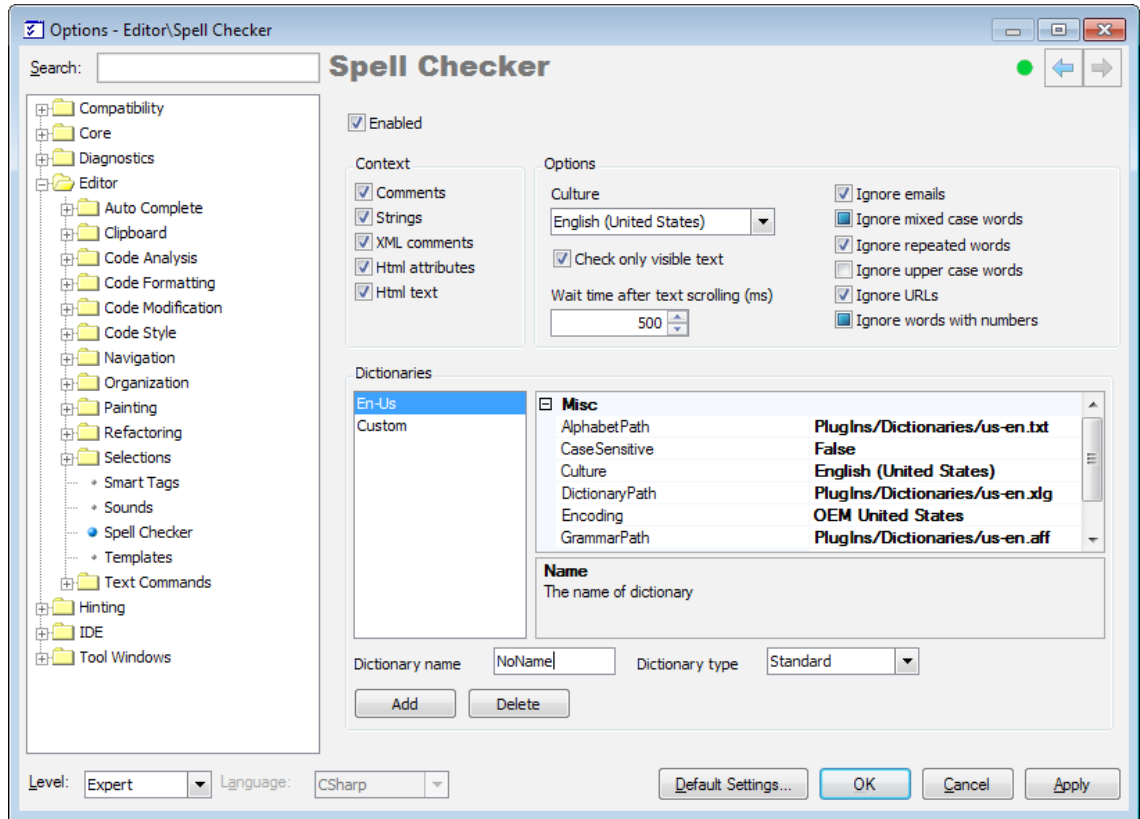 Options - Editor\Spell Checker
Search:
Spell Checker
Compatibility
Core
Diagnostics
Editor
Auto Complete
Clipboard
Code Analysis
Code Formatting
Code Modification
Code Style
Navigation
Organization
Painting
Refactoring
Selections
Smart Tags
Sounds
Spell Checker
Templates
Text Commands
Hinting
IDE
Tool Windows
Enabled
Context
Comments
Strings
XML comments
Html attributes
Html text
Options
Culture
English (United States)
Check only visible text
Wait time after text scrolling (ms)
500
Ignore emails
Ignore mixed case words
Ignore repeated words
Ignore upper case words
Ignore URLs
Ignore words with numbers
Dictionaries
En-Us
Custom
Misc
AlphabetPath PlugIns/Dictionaries/us-en.txt
CaseSensitive False
Culture English (United States)
DictionaryPath PlugIns/Dictionaries/us-en.xlg
Encoding OEM United States
GrammarPath PlugIns/Dictionaries/us-en.aff
Name
The name of dictionary
Dictionary name NoName Dictionary type Standard
Add Delete
Level: Expert Language: CSharp Default Settings... OK Cancel Apply